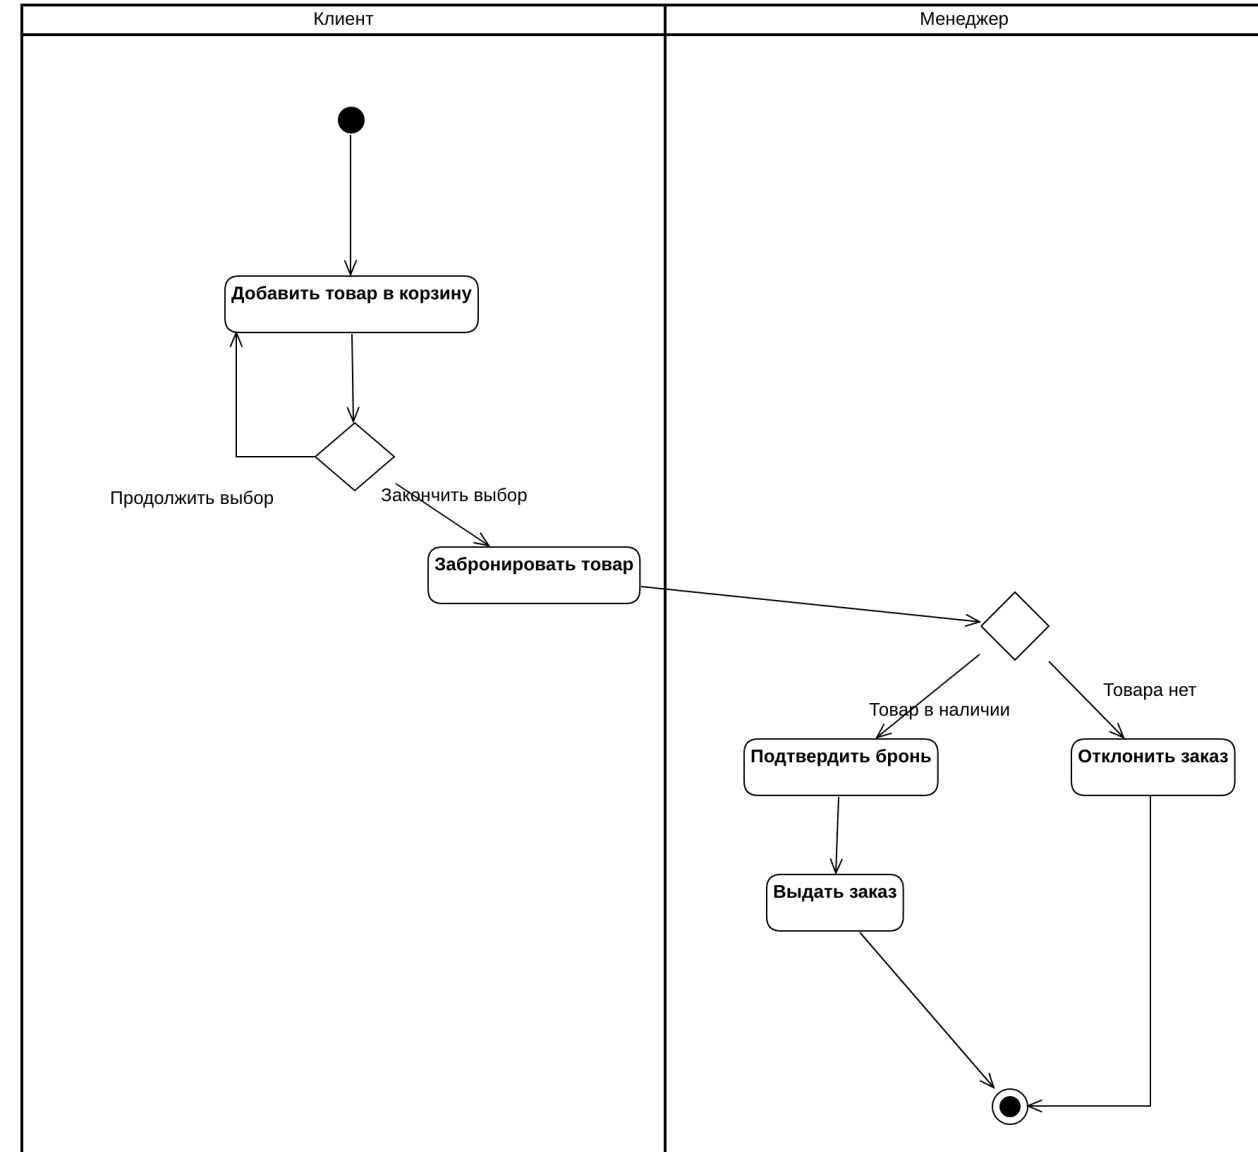 Клиент
Менеджер
Добавить товар в корзину
Продолжить выбор
Закончить выбор
Забронировать товар
Товара нет
Товар в наличии
Подтвердить бронь
Отклонить заказ
Выдать заказ